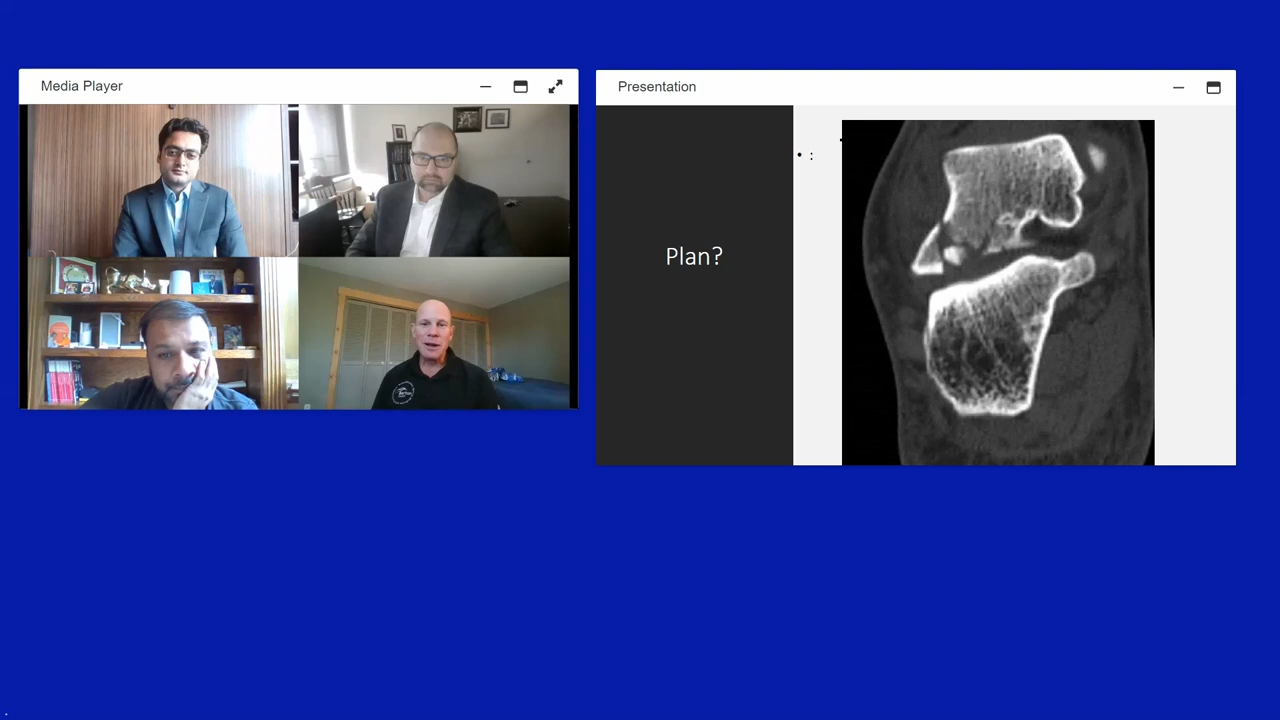 Media Player
Presentation
• :
Plan?